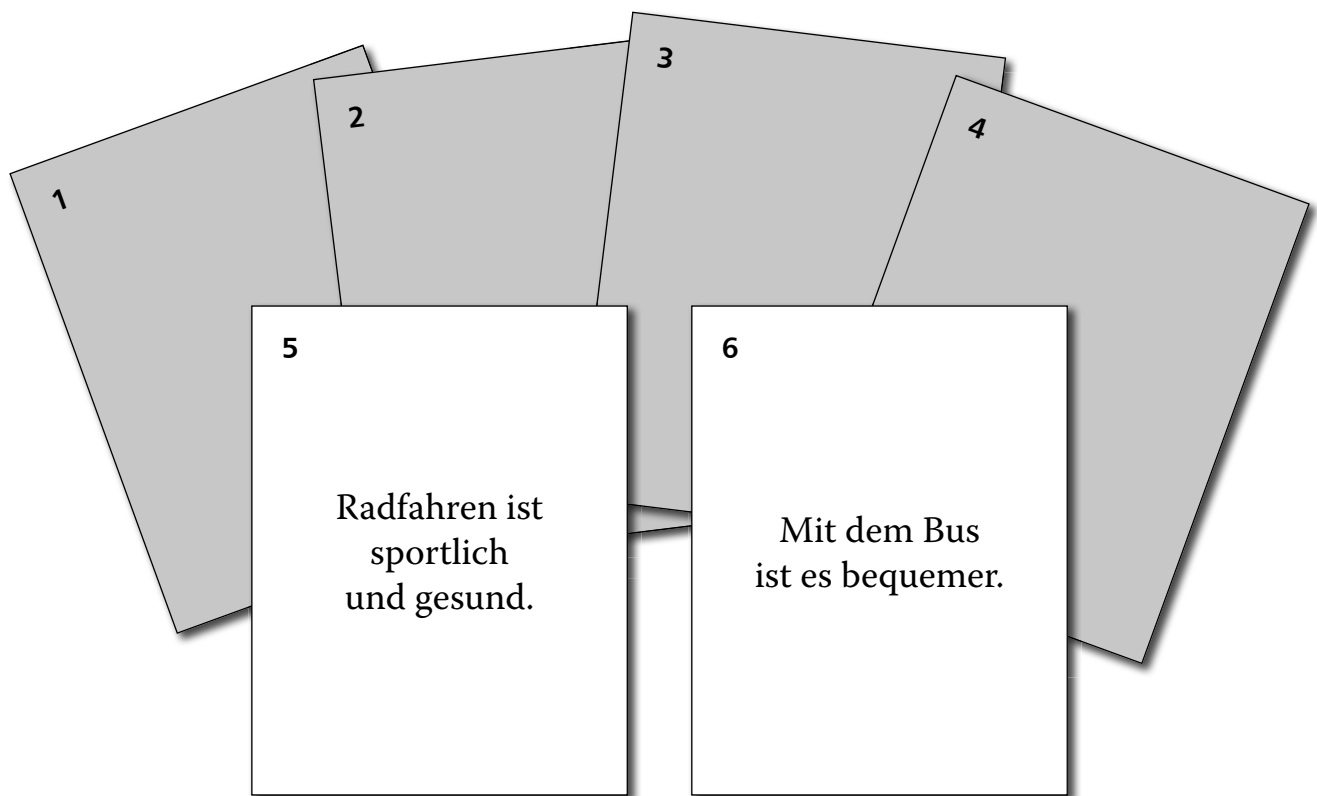 1
2
3
4
5
Radfahren ist
sportlich
und gesund.
6
Mit dem Bus
ist es bequemer.